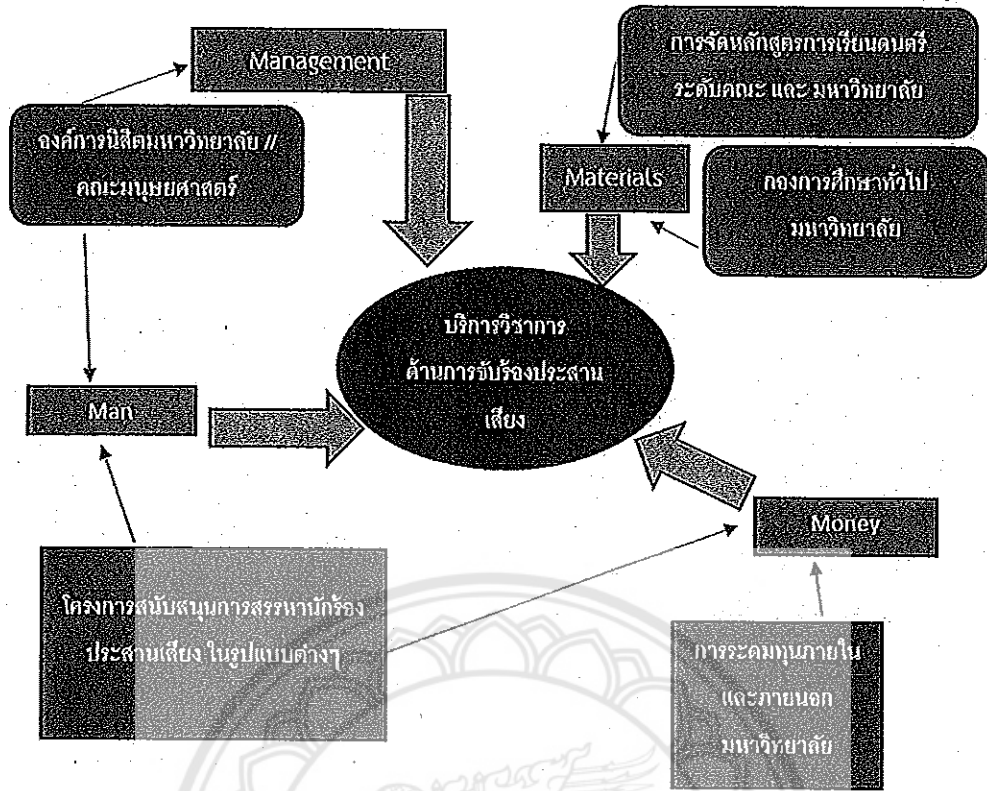 Management
การจัดหลักสูตรการเรียนดนตรี
ระดับคณะ และ มหาวิทยาลัย
องค์การนิสิตมหาวิทยาลัย //
คณะมนุษยศาสตร์
Materials
กองการศึกษาทั่วไป
มหาวิทยาลัย
บริการวิชาการ
ด้านการขับร้องประสาน
เสียง
Man
Money
โครงการสนับสนุนการสรรหานักร้อง
ประสานเสียง ในรูปแบบต่างๆ
การระดมทุนภายใน
และภายนอก
มหาวิทยาลัย